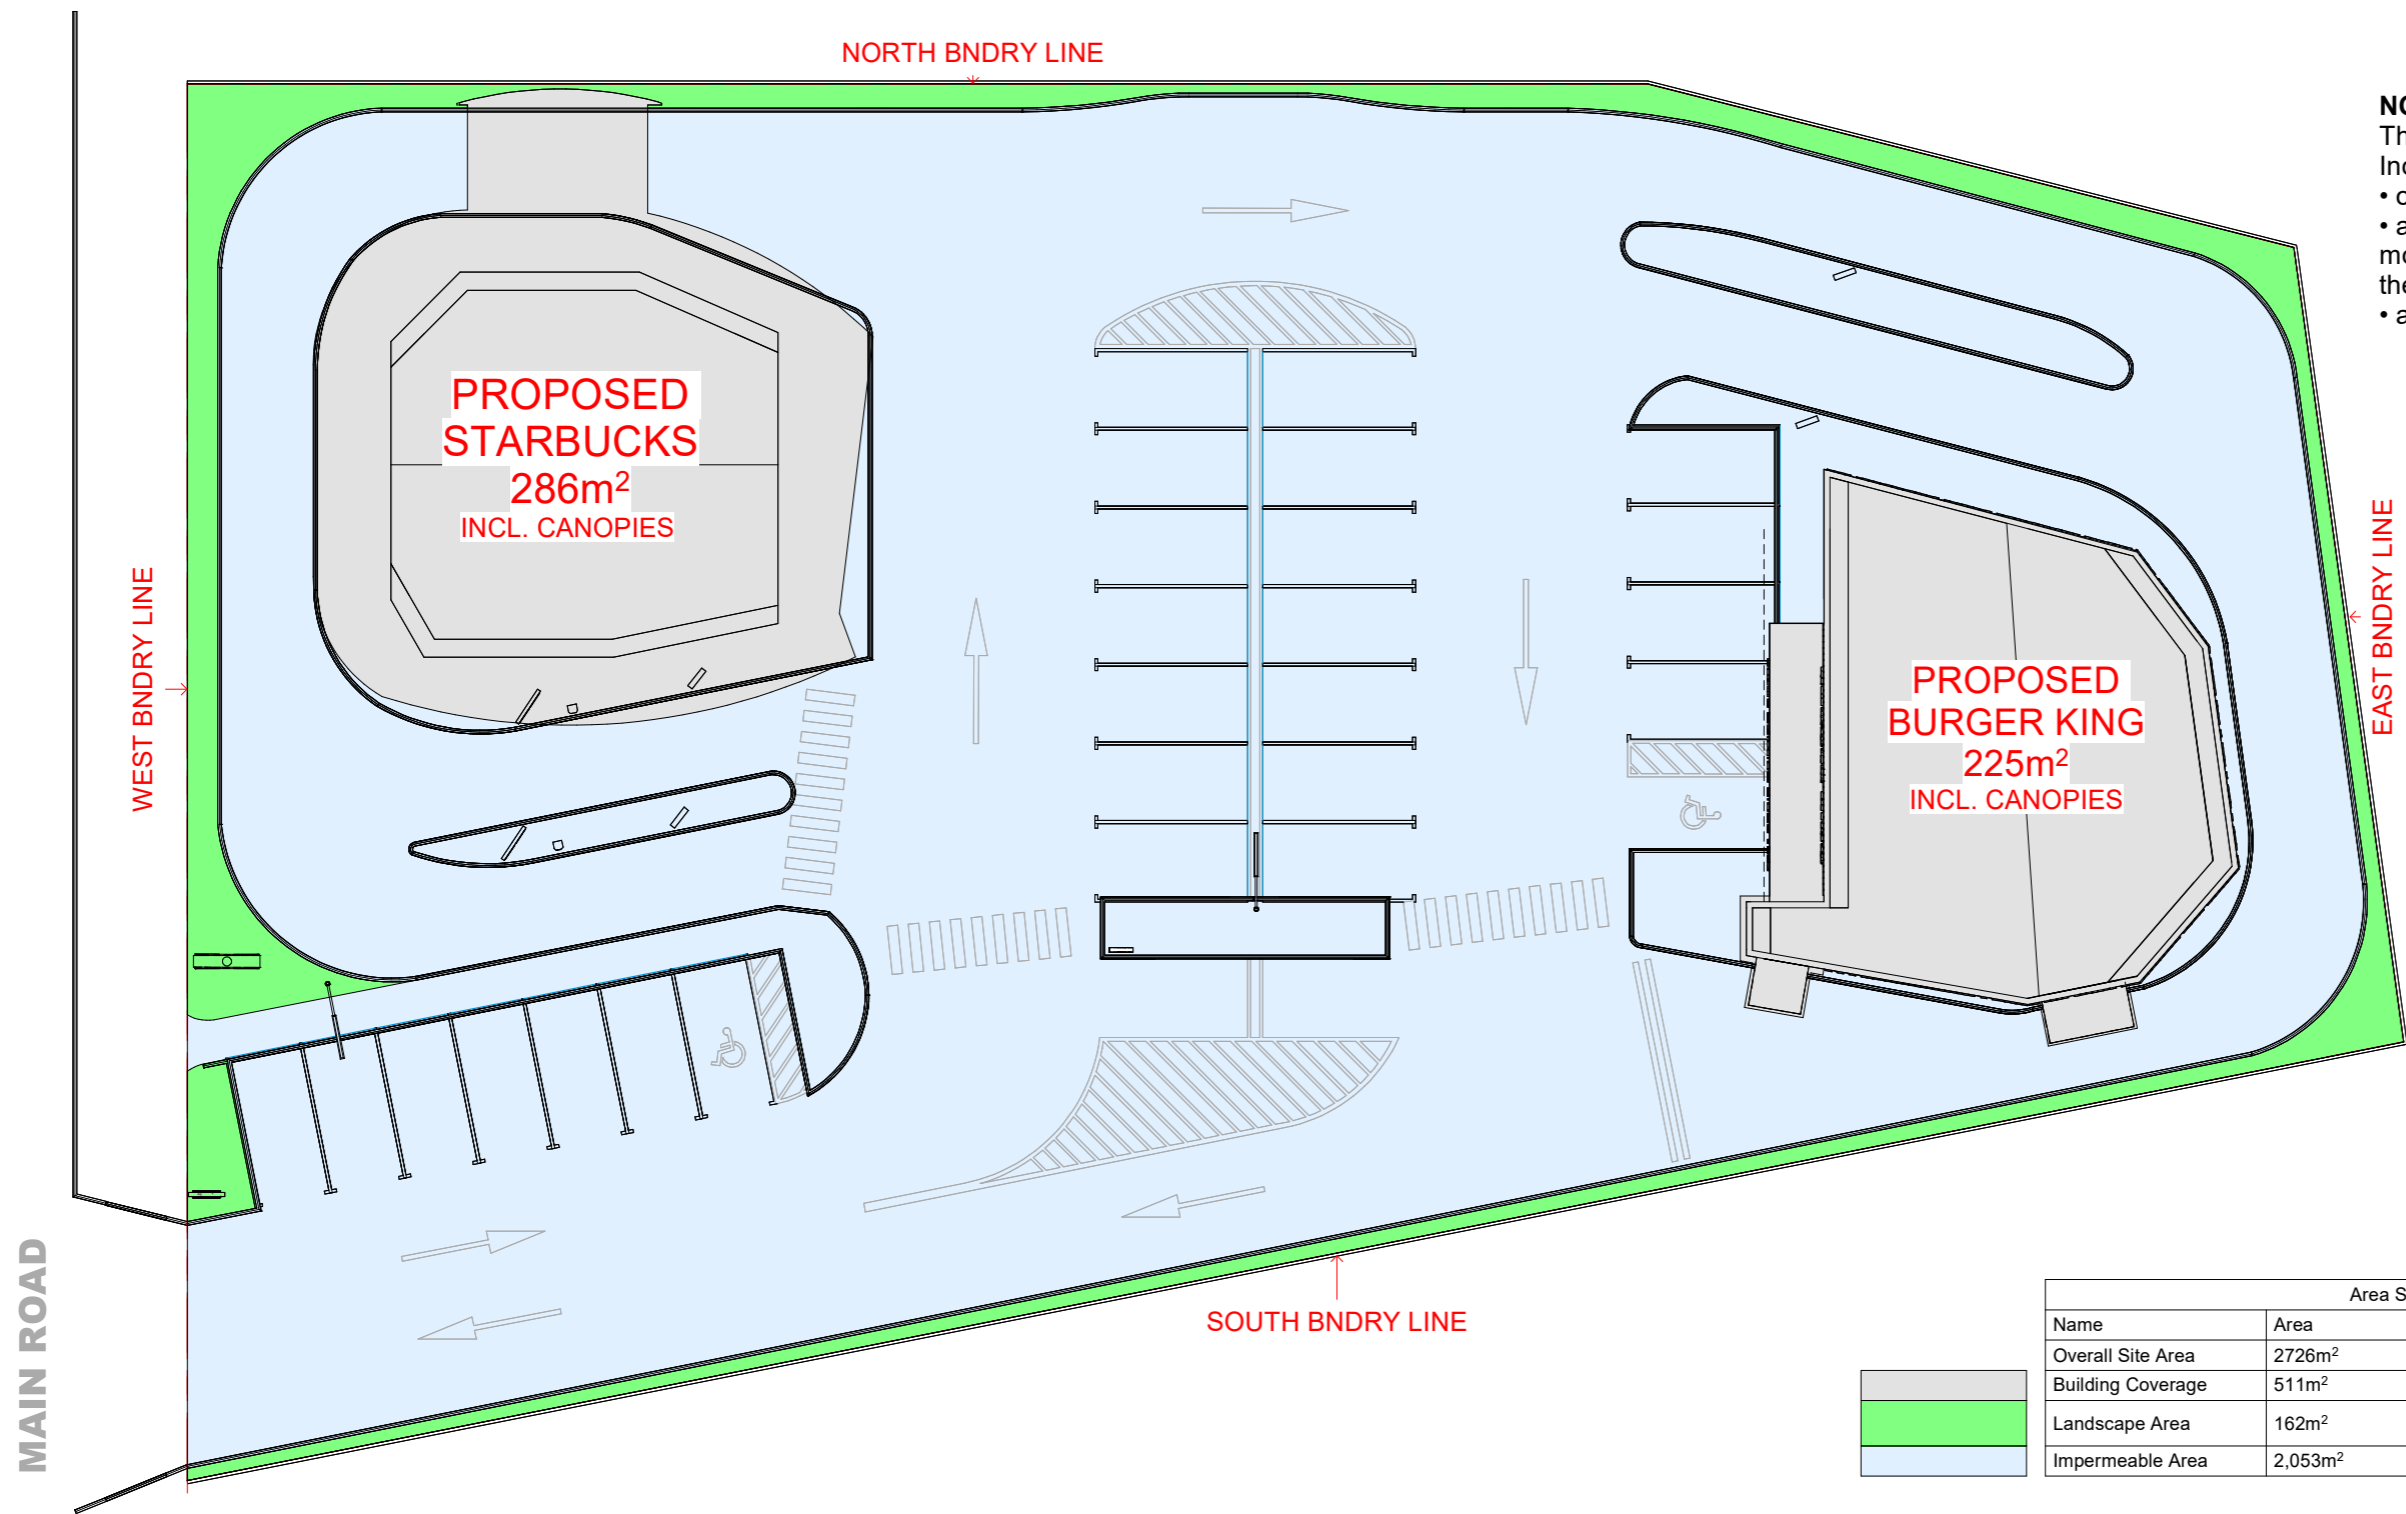 NORTH BNDRY LINE
PROPOSED
STARBUCKS
286m²
INCL. CANOPIES
WEST BNDRY LINE
PROPOSED
BURGER KING
225m²
INCL. CANOPIES
EAST BNDRY LINE
SOUTH BNDRY LINE
MAIN ROAD
Name Area
Overall Site Area 2726m²
Building Coverage 511m²
Landscape Area 162m²
Impermeable Area 2,053m²
Area